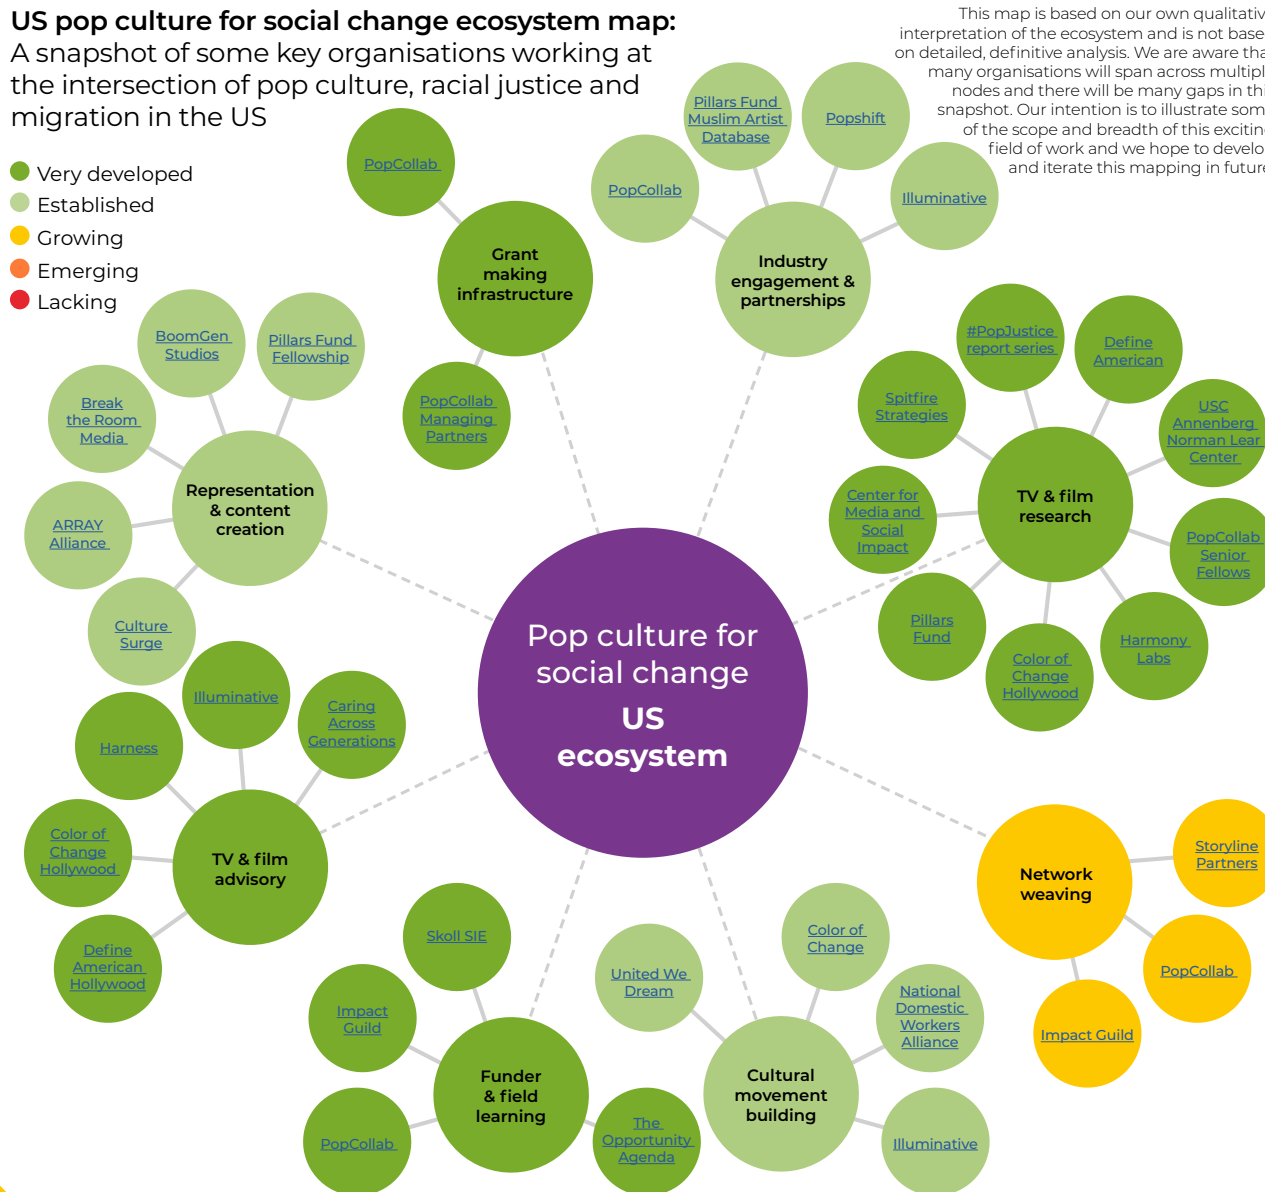 US pop culture for social change ecosystem map:
A snapshot of some key organisations working at
the intersection of pop culture, racial justice and
migration in the US
This map is based on our own qualitativ
interpretation of the ecosystem and is not base
on detailed, definitive analysis. We are aware tha
many organisations will span across multipl
nodes and there will be many gaps in thi
snapshot. Our intention is to illustrate som
of the scope and breadth of this excitin
field of work and we hope to develo
and iterate this mapping in future
Very developed
Established
Growing
Emerging
Lacking
PopCollab
Grant
making
infrastructure
PopCollab
Managing
Partners
PopCollab
Pillars Fund
Muslim Artist
Database
Popshift
Illuminative
Industry
engagement &
partnerships
BoomGen
Studios
Pillars Fund
Fellowship
Break
the Room
Media
ARRAY
Alliance
Culture
Surge
Representation
& content
creation
#PopJustice
report series
Define
American
Spitfire
Strategies
USC
Annenberg
Norman Lear
Center
Center for
Media and
Social
Impact
TV & film
research
PopCollab
Senior
Fellows
Pillars
Fund
Color of
Change
Hollywood
Harmony
Labs
Pop culture for
social change
US
ecosystem
Illuminative
Caring
Across
Generations
Harness
Color of
Change
Hollywood
TV & film
advisory
Define
American
Hollywood
Storyline
Partners
Network
weaving
PopCollab
Impact Guild
Skoll SIE
Impact
Guild
Funder
& field
learning
PopCollab
The
Opportunity
Agenda
United We
Dream
Color of
Change
National
Domestic
Workers
Alliance
Cultural
movement
building
Illuminative